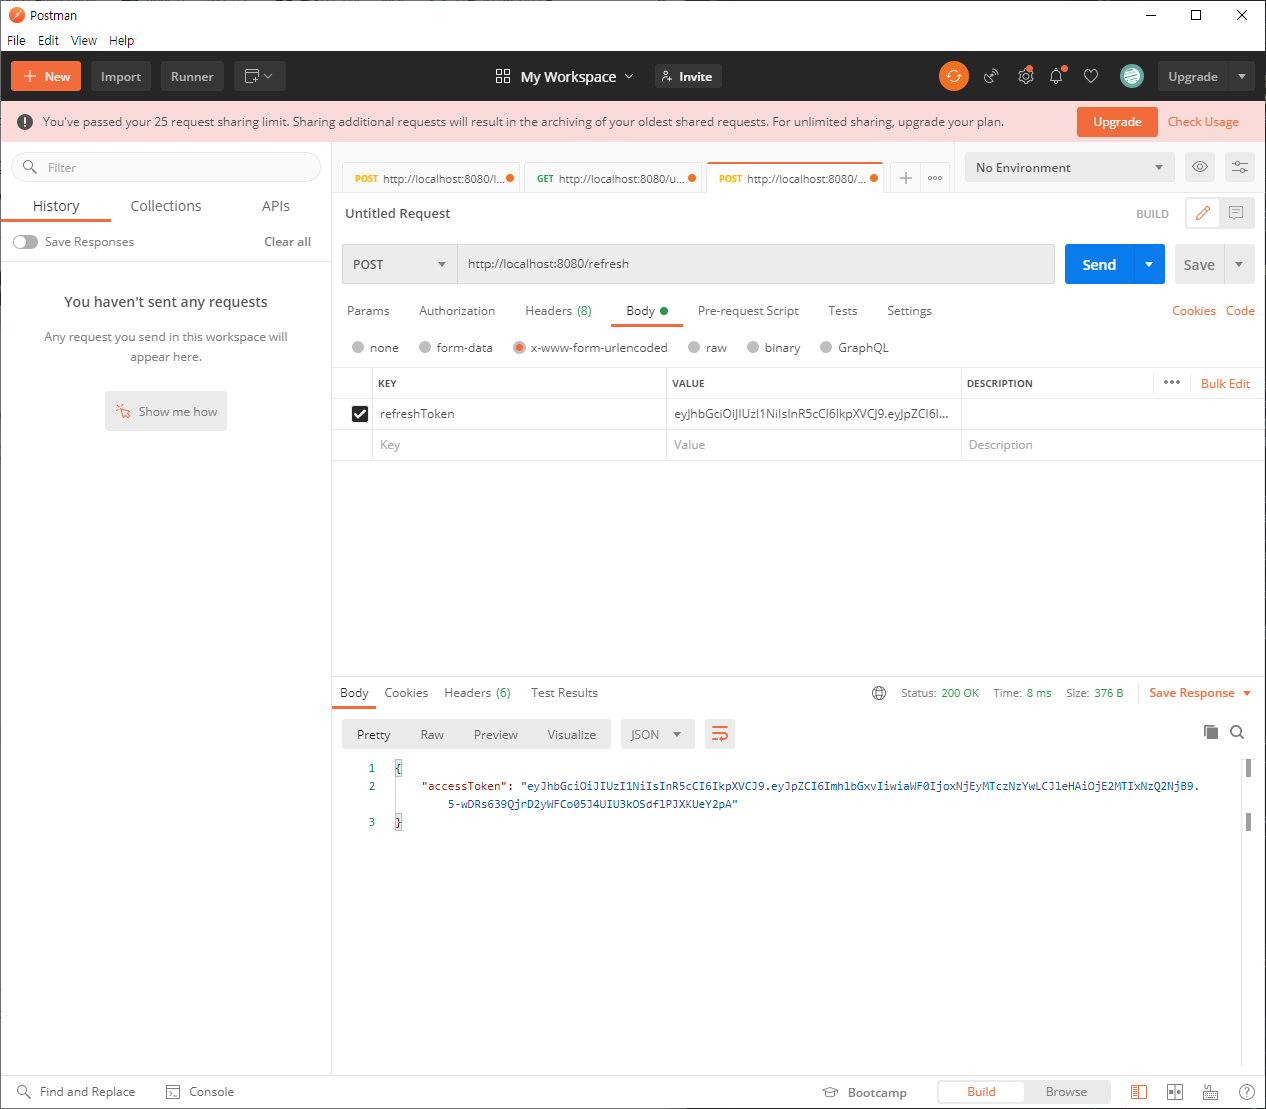 Postman
File Edit View Help
New Import Runner My Workspace Invite Upgrade
You've passed your 25 request sharing limit. Sharing additional requests will result in the archiving of your oldest shared requests. For unlimited sharing, upgrade your plan. Upgrade Check Usage
Filter
History Collections APIs
Save Responses Clear all
You haven't sent any requests
Any request you send in this workspace will
appear here.
Show me how
POST http://localhost:8080/l... GET http://localhost:8080/u... POST http://localhost:8080/... No Environment
Untitled Request BUILD
POST http://localhost:8080/refresh Send Save
Params Authorization Headers (8) Body Pre-request Script Tests Settings Cookies Code
none form-data x-www-form-urlencoded raw binary GraphQL
KEY VALUE DESCRIPTION Bulk Edit
refreshToken eyJhbGciOiJIUzI1NiIsInR5cCI6IkpXVCJ9.eyJpZCI6I...
Key Value Description
Body Cookies Headers (6) Test Results Status: 200 OK Time: 8 ms Size: 376 B Save Response
Pretty Raw Preview Visualize JSON
1 {
2 "accessToken": "eyJhbGciOiJIUzI1NiIsInR5cCI6IkpXVCJ9.eyJpZCI6ImhlbGxvIiwiaWF0IjoxNjEyMTczNzYwLCJleHAiOjE2MTIxNzQ2NjB9.
5-wDRs639QjrD2yWFCo05J4UIU3kOSdflPJXKUeY2pA"
3 }
Find and Replace Console Bootcamp Build Browse